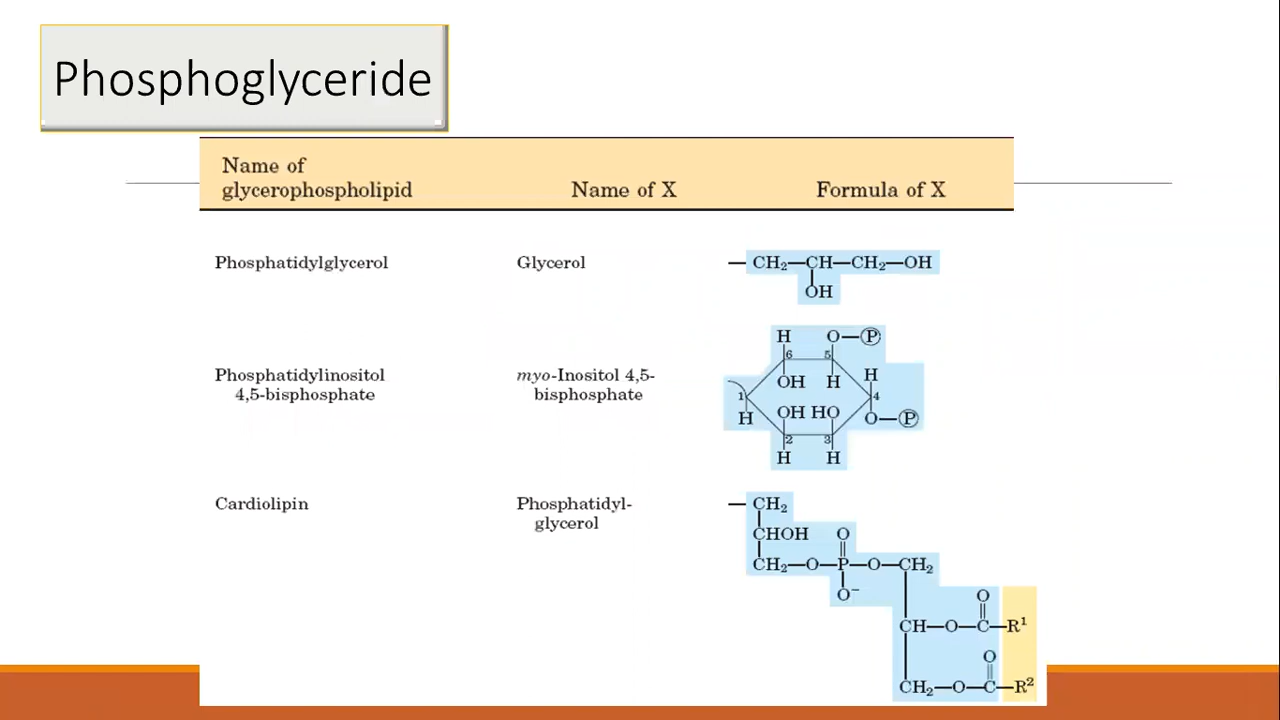 Phosphoglyceride
Name of
glycerophospholipid
Name of X
Formula of X
Phosphatidylglycerol
Glycerol
—CH₂—CH—CH₂—OH
OH
Phosphatidylinositol
4,5-bisphosphate
myo-Inositol 4,5-
bisphosphate
H O—Ⓟ
6 5
OH H H
1 4
H OH HO O—Ⓟ
2 3
H H
Cardiolipin
Phosphatidyl-
glycerol
—CH₂
CHOH O
CH₂—O—P—O—CH₂
O⁻
O
CH—O—C—R¹
O
CH₂—O—C—R²